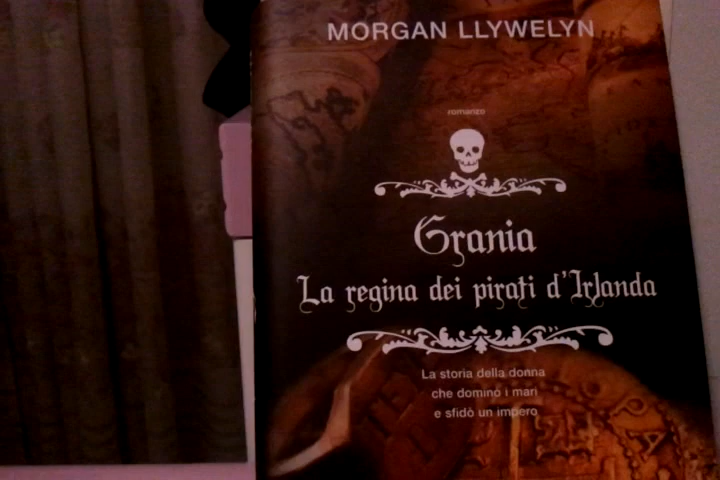 MORGAN LLYWELYN
romanzo
Grania
La regina dei pirati d'Irlanda
La storia della donna
che dominò i mari
e sfidò un impero